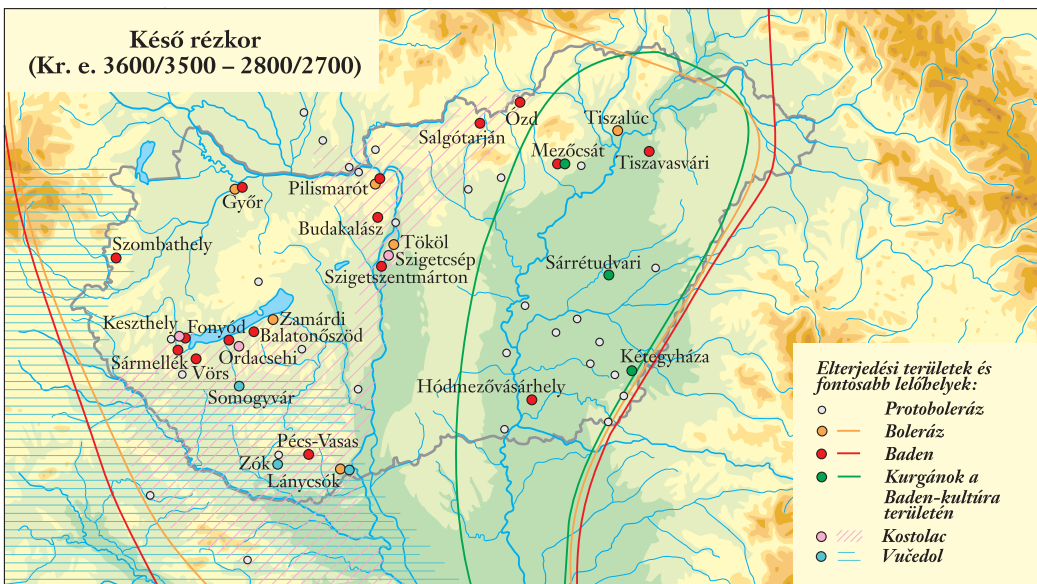 Késő rézkor
(Kr. e. 3600/3500 – 2800/2700)
Ózd
Salgótarján
Tiszalúc
Mezőcsát
Tiszavasvári
Pilismarót
Győr
Budakalász
Tököl
Szigetcsép
Szigetszentmárton
Szombathely
Sárrétudvari
Keszthely
Fonyód
Zamárdi
Balatonőszöd
Sármellék
Vörs
Ordacsehi
Somogyvár
Kétegyháza
Hódmezővásárhely
Pécs-Vasas
Zók
Lánycsók
Elterjedési területek és
fontosabb lelőhelyek:
Protoboleráz
Boleráz
Baden
Kurgánok a
Baden-kultúra
területén
Kostolac
Vučedol